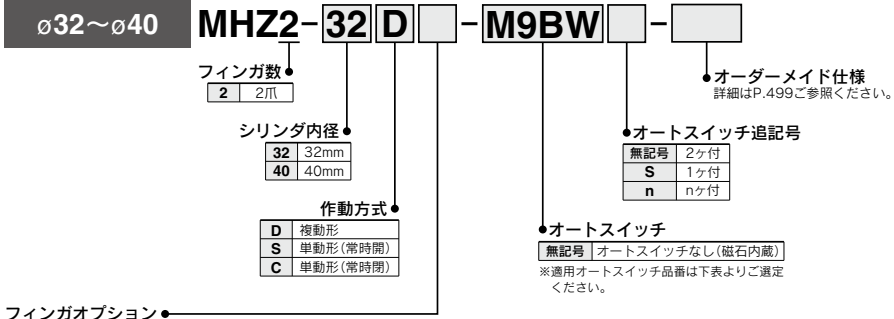 ø32～ø40
MHZ2-32D□-M9BW□-□
フィンガ数
2 2爪
シリンダ内径
32 32mm
40 40mm
作動方式
D 複動形
S 単動形(常時開)
C 単動形(常時閉)
フィンガオプション
オーダーメイド仕様
詳細はP.499ご参照ください。
オートスイッチ追記号
無記号 2ヶ付
S 1ヶ付
n nヶ付
オートスイッチ
無記号 オートスイッチなし(磁石内蔵)
※適用オートスイッチ品番は下表よりご選定
ください。